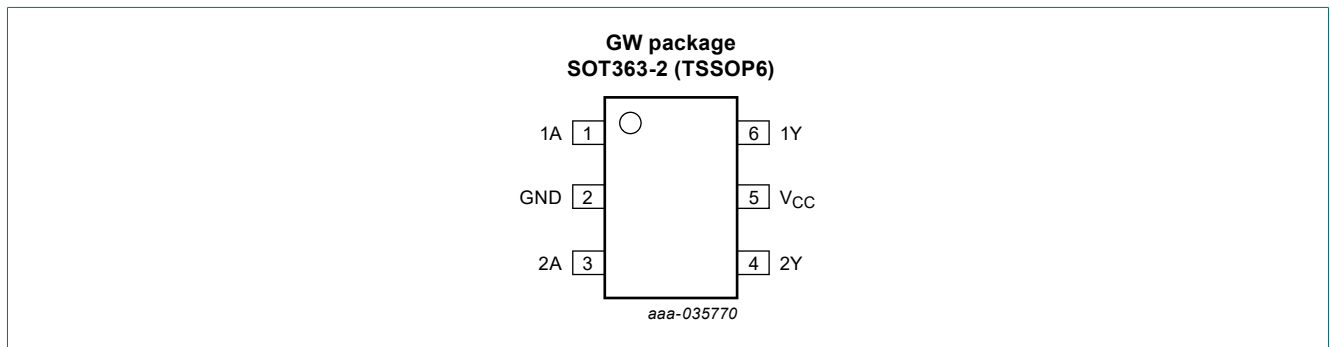 GW package
SOT363-2 (TSSOP6)
1A 1 6 1Y
GND 2 5 VCC
2A 3 4 2Y
aaa-035770